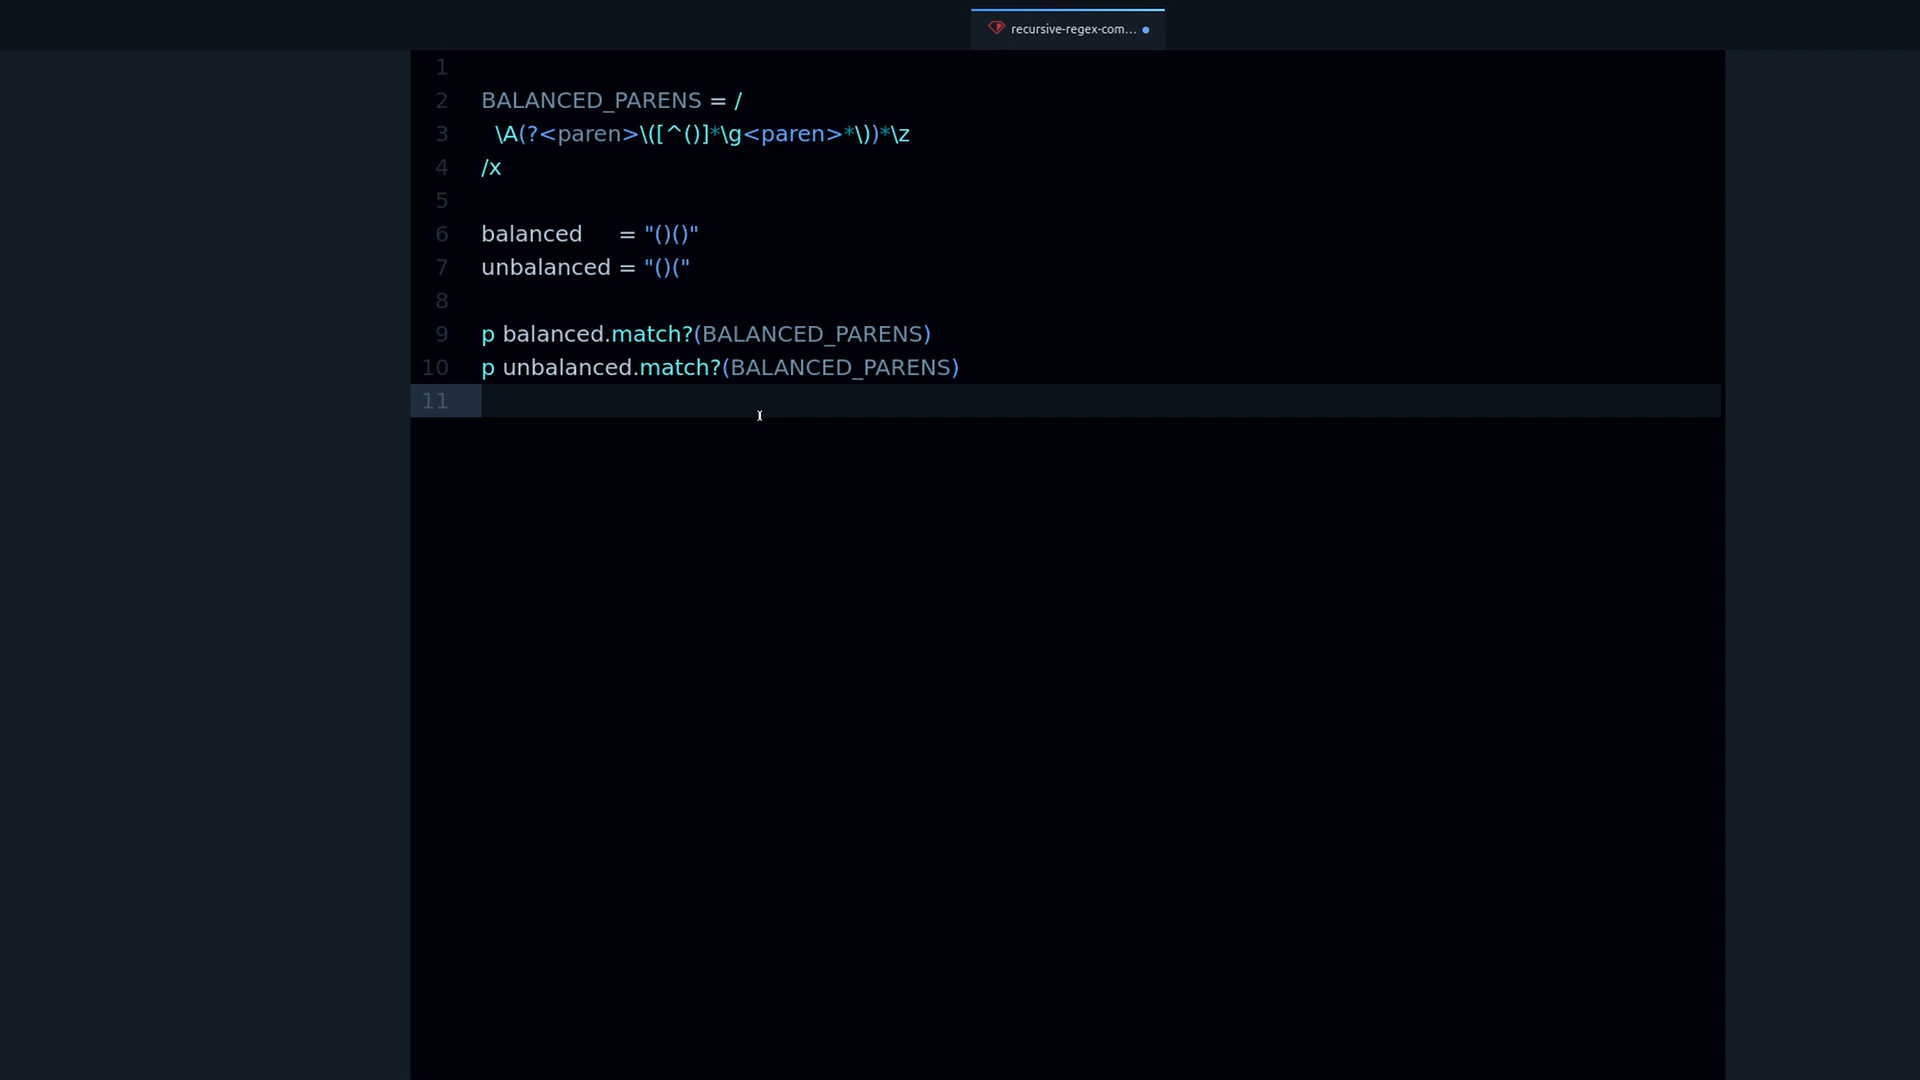 recursive-regex-com...
1
2 BALANCED_PARENS = /
3   \A(?<paren>\([^()]*\g<paren>*\))*\z
4 /x
5
6 balanced   = "()()"
7 unbalanced = "()("
8
9 p balanced.match?(BALANCED_PARENS)
10 p unbalanced.match?(BALANCED_PARENS)
11